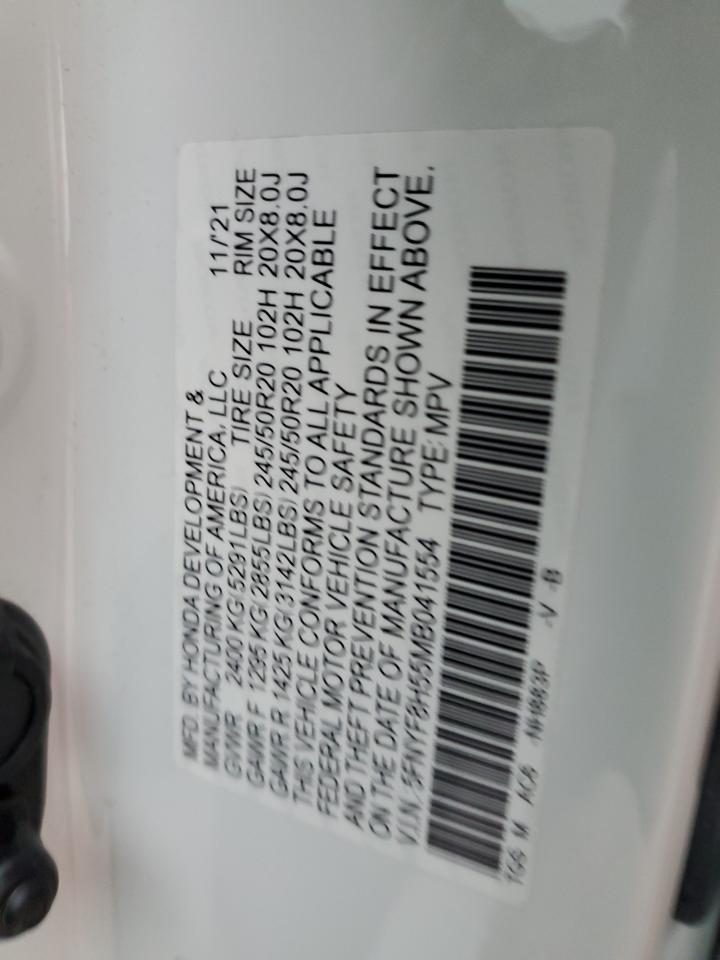 MFD. BY HONDA DEVELOPMENT &
MANUFACTURING OF AMERICA, LLC 11/'21
GVWR 2400 KG(5291LBS) TIRE SIZE RIM SIZE
GAWR F 1295 KG(2855LBS) 245/50R20 102H 20X8.0J
GAWR R 1425 KG(3142LBS) 245/50R20 102H 20X8.0J
THIS VEHICLE CONFORMS TO ALL APPLICABLE
FEDERAL MOTOR VEHICLE SAFETY
AND THEFT PREVENTION STANDARDS IN EFFECT
ON THE DATE OF MANUFACTURE SHOWN ABOVE.
V.I.N. 5FNYF8H55MB041554 TYPE: MPV
TG9 M A06 -NH883P -V -B